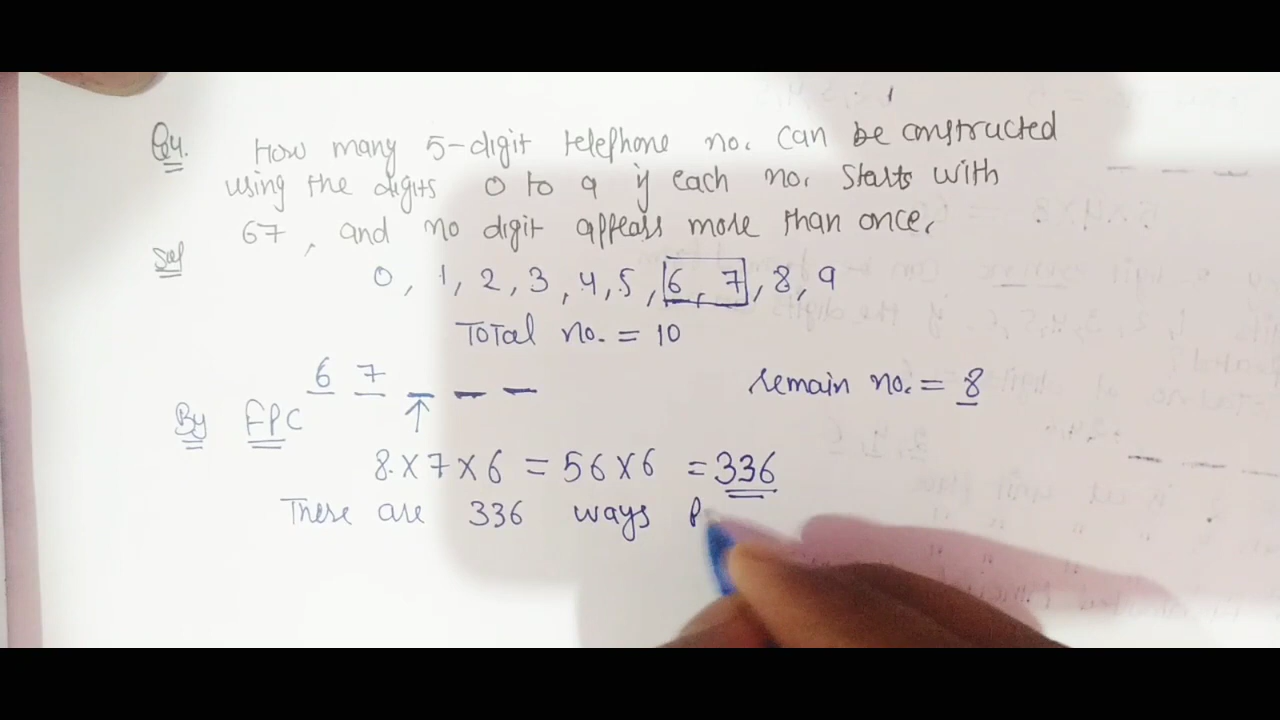 Q4. How many 5-digit telephone no. can be constructed
using the digits 0 to 9 if each no. starts with
67, and no digit appears more than once.
Sol
0, 1, 2, 3, 4, 5, 6, 7, 8, 9
Total no. = 10
6 7 _ _ _
remain no. = 8
By FPC
8 × 7 × 6 = 56 × 6 = 336
There are 336 ways